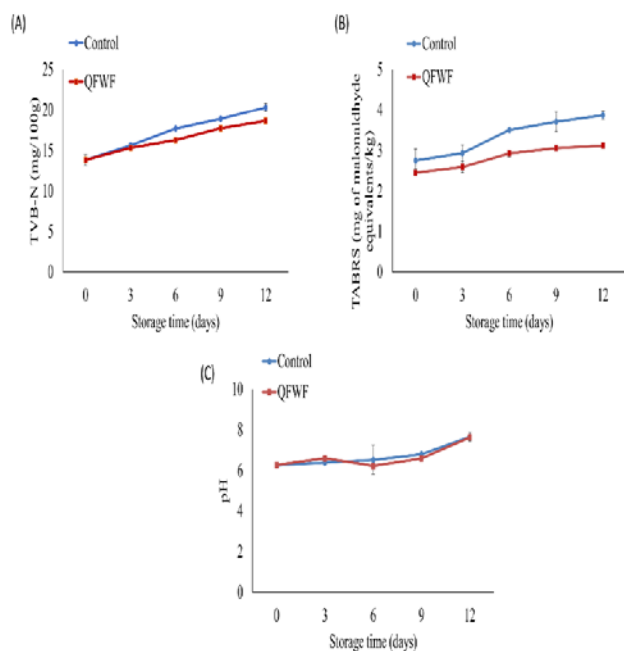 (A)
Control
QFWF
25
20
15
10
5
0
TVB-N (mg/100g)
0 3 6 9 12
Storage time (days)
(B)
Control
QFWF
5
4
3
2
1
0
TABRS (mg of malonaldhyde
equivalents/kg)
0 3 6 9 12
Storage time (days)
(C)
Control
QFWF
10
8
6
4
2
0
pH
0 3 6 9 12
Storage time (days)